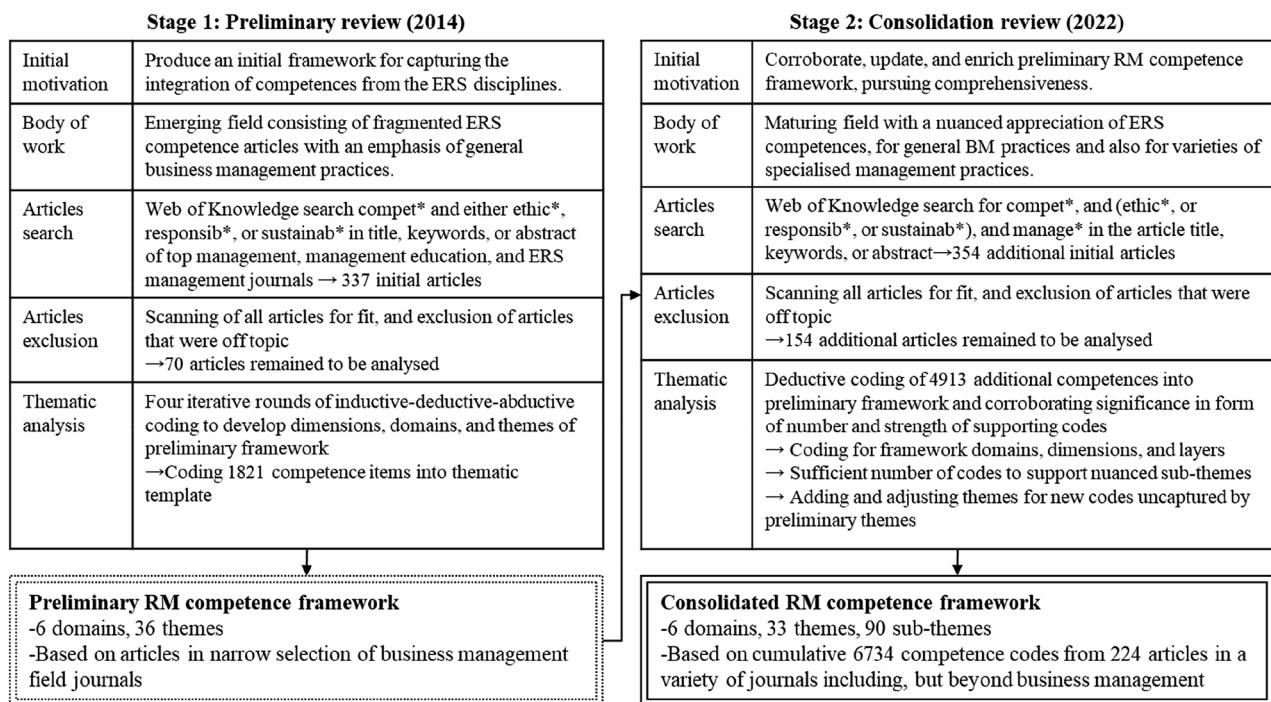 Stage 1: Preliminary review (2014)
Initial motivation
Produce an initial framework for capturing the
integration of competences from the ERS disciplines.
Body of work
Emerging field consisting of fragmented ERS
competence articles with an emphasis of general
business management practices.
Articles search
Web of Knowledge search compet* and either ethic*,
responsib*, or sustainab* in title, keywords, or abstract
of top management, management education, and ERS
management journals → 337 initial articles
Articles exclusion
Scanning of all articles for fit, and exclusion of articles
that were off topic
→70 articles remained to be analysed
Thematic analysis
Four iterative rounds of inductive-deductive-abductive
coding to develop dimensions, domains, and themes of
preliminary framework
→Coding 1821 competence items into thematic
template
Preliminary RM competence framework
-6 domains, 36 themes
-Based on articles in narrow selection of business management
field journals
Stage 2: Consolidation review (2022)
Initial motivation
Corroborate, update, and enrich preliminary RM competence
framework, pursuing comprehensiveness.
Body of work
Maturing field with a nuanced appreciation of ERS
competences, for general BM practices and also for varieties of
specialised management practices.
Articles search
Web of Knowledge search for compet*, and (ethic*, or
responsib*, or sustainab*), and manage* in the article title,
keywords, or abstract→354 additional initial articles
Articles exclusion
Scanning all articles for fit, and exclusion of articles that were
off topic
→154 additional articles remained to be analysed
Thematic analysis
Deductive coding of 4913 additional competences into
preliminary framework and corroborating significance in form
of number and strength of supporting codes
→ Coding for framework domains, dimensions, and layers
→ Sufficient number of codes to support nuanced sub-themes
→ Adding and adjusting themes for new codes uncaptured by
preliminary themes
Consolidated RM competence framework
-6 domains, 33 themes, 90 sub-themes
-Based on cumulative 6734 competence codes from 224 articles in a
variety of journals including, but beyond business management